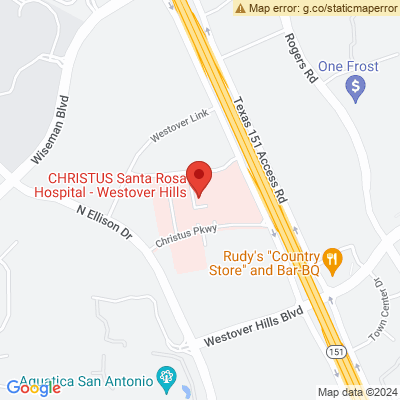 Map error: g.co/staticmaperror
Rogers Rd
One Frost
Wiseman Blvd
Westover Link
Texas 151 Access Rd
CHRISTUS Santa Rosa
Hospital - Westover Hills
N Ellison Dr
Christus Pkwy
Rudy's "Country
Store" and Bar-BQ
Town Center Dr
Westover Hills Blvd
151
Aquatica San Antonio
Google
Map data ©2024